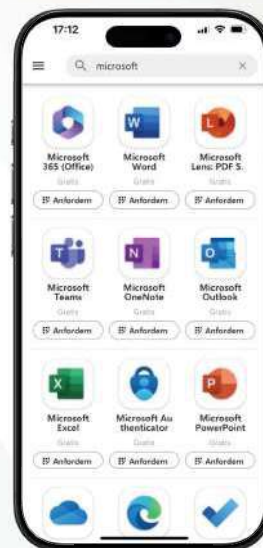 17:12
microsoft
Microsoft
365 (Office)
Gratis
Anfordern
Microsoft
Word
Gratis
Anfordern
Microsoft
Lens: PDF S.
Gratis
Anfordern
Microsoft
Teams
Gratis
Anfordern
Microsoft
OneNote
Gratis
Anfordern
Microsoft
Outlook
Gratis
Anfordern
Microsoft
Excel
Gratis
Anfordern
Microsoft Au
thenticator
Gratis
Anfordern
Microsoft
PowerPoint
Gratis
Anfordern